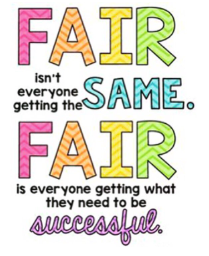 FAIR
isn't
everyone
getting the SAME.
FAIR
is everyone getting what
they need to be
successful.